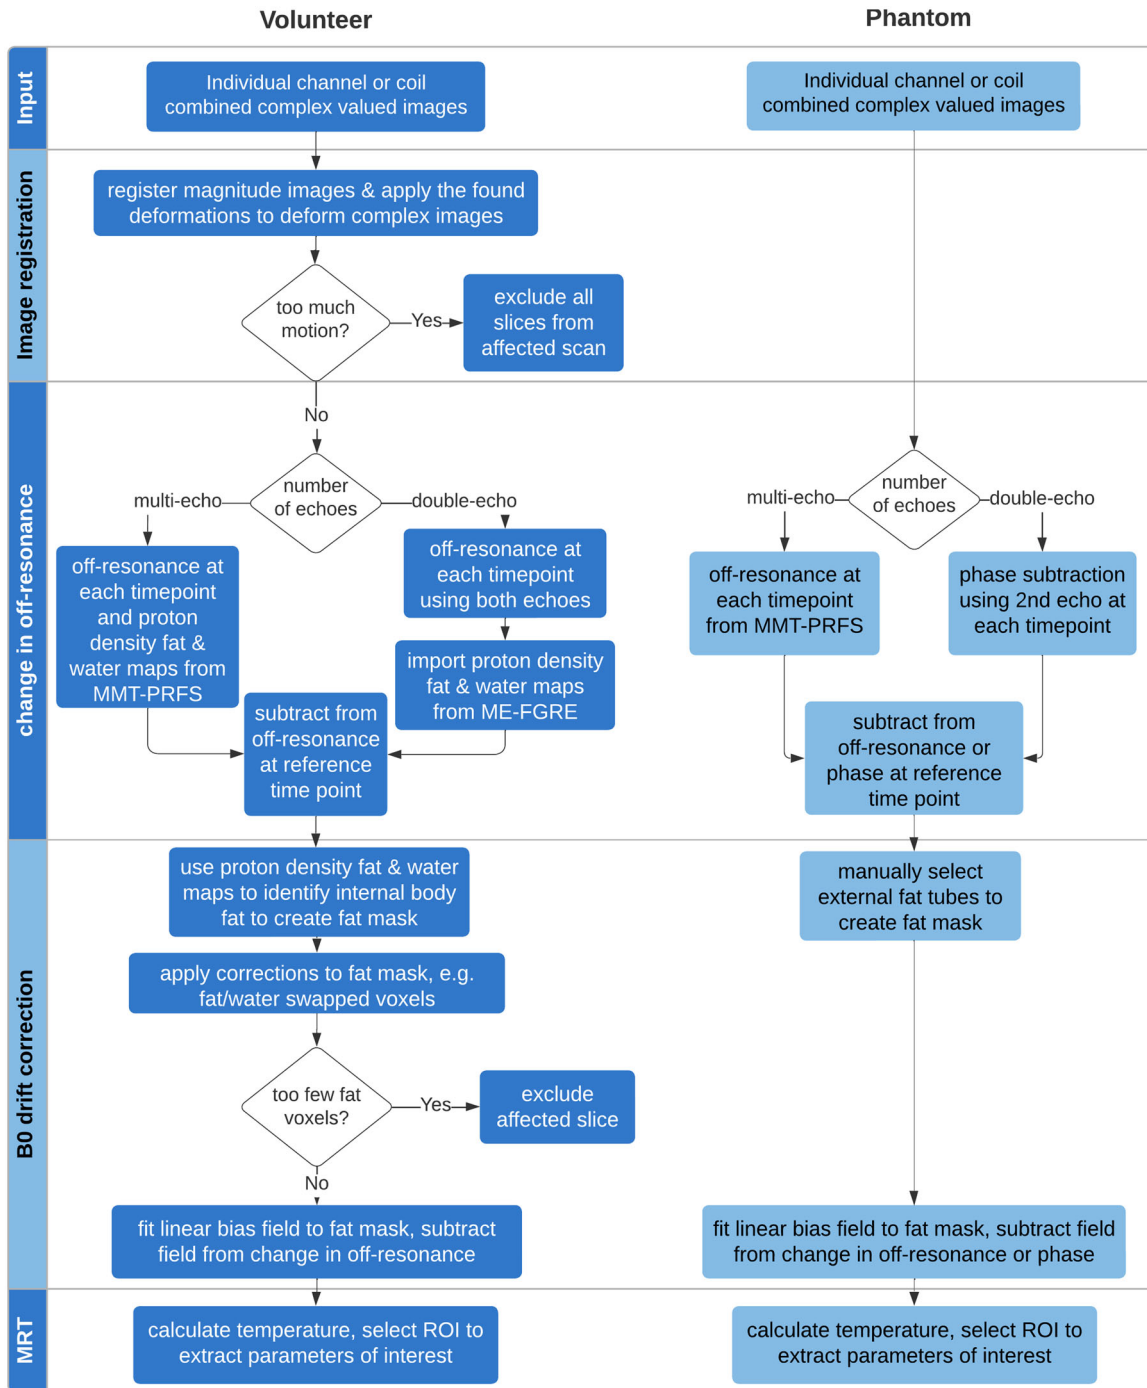 Volunteer
Phantom
Input
Individual channel or coil
combined complex valued images
Individual channel or coil
combined complex valued images
Image registration
register magnitude images & apply the found
deformations to deform complex images
too much
motion?
Yes
exclude all
slices from
affected scan
No
change in off-resonance
number
of echoes
multi-echo
double-echo
off-resonance at
each timepoint
and proton
density fat &
water maps from
MMT-PRFS
off-resonance at
each timepoint
using both echoes
import proton density
fat & water maps
from ME-FGRE
subtract from
off-resonance
at reference
time point
number
of echoes
multi-echo
double-echo
off-resonance at
each timepoint
from MMT-PRFS
phase subtraction
using 2nd echo at
each timepoint
subtract from
off-resonance or
phase at reference
time point
B0 drift correction
use proton density fat & water
maps to identify internal body
fat to create fat mask
apply corrections to fat mask, e.g.
fat/water swapped voxels
too few fat
voxels?
Yes
exclude
affected slice
No
fit linear bias field to fat mask, subtract
field from change in off-resonance
manually select
external fat tubes to
create fat mask
fit linear bias field to fat mask, subtract field
from change in off-resonance or phase
MRT
calculate temperature, select ROI to
extract parameters of interest
calculate temperature, select ROI to
extract parameters of interest